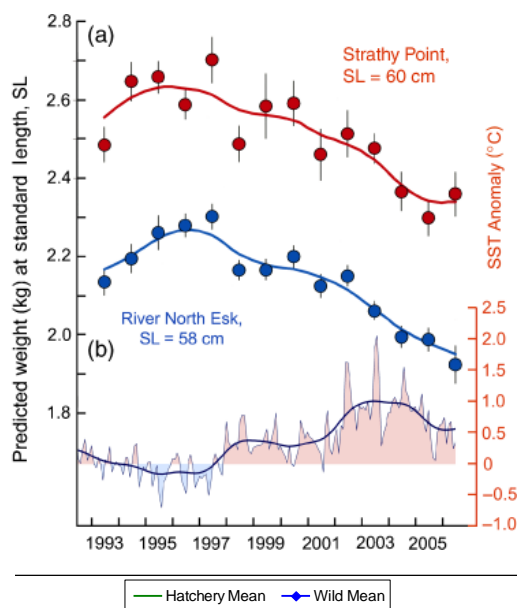 2.8
(a)
Strathy Point,
SL = 60 cm
2.6
2.4
2.2
2.0
1.8
Predicted weight (kg) at standard length, SL
River North Esk,
SL = 58 cm
(b)
SST Anomaly (°C)
2.5
2.0
1.5
1.0
0.5
0
−0.5
−1.0
1993 1995 1997 1999 2001 2003 2005
Hatchery Mean Wild Mean